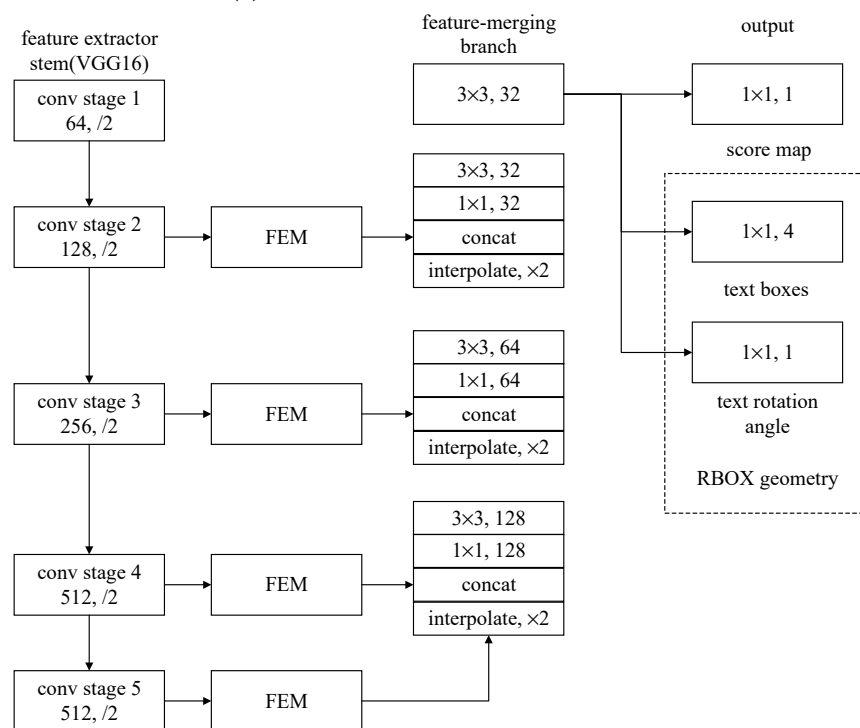 feature extractor
stem(VGG16)
conv stage 1
64, /2
conv stage 2
128, /2
conv stage 3
256, /2
conv stage 4
512, /2
conv stage 5
512, /2
FEM
FEM
FEM
FEM
feature-merging
branch
3×3, 32
3×3, 32
1×1, 32
concat
interpolate, ×2
3×3, 64
1×1, 64
concat
interpolate, ×2
3×3, 128
1×1, 128
concat
interpolate, ×2
output
1×1, 1
score map
1×1, 4
text boxes
1×1, 1
text rotation
angle
RBOX geometry